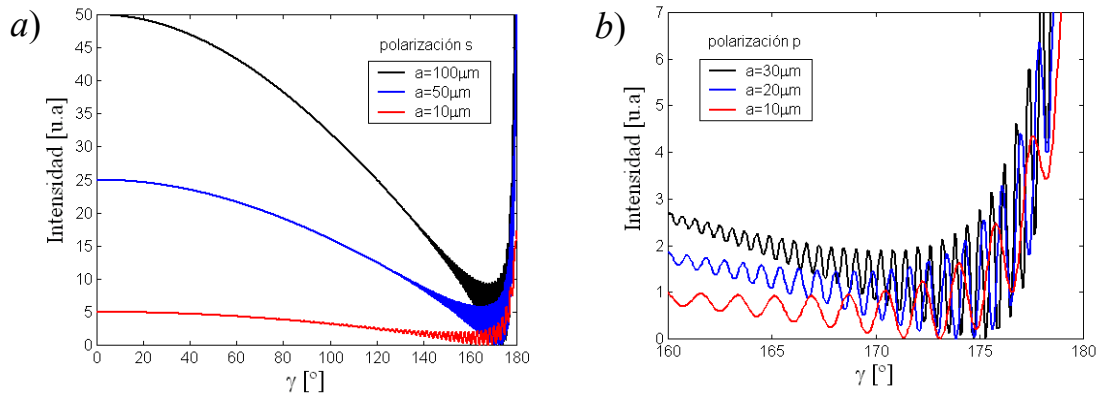 a)
50
45
40
35
30
25
20
15
10
5
0
Intensidad [u.a]
polarización s
a=100μm
a=50μm
a=10μm
0 20 40 60 80 100 120 140 160 180
γ [°]
b)
7
6
5
4
3
2
1
0
Intensidad [u.a]
polarización p
a=30μm
a=20μm
a=10μm
160 165 170 175 180
γ [°]